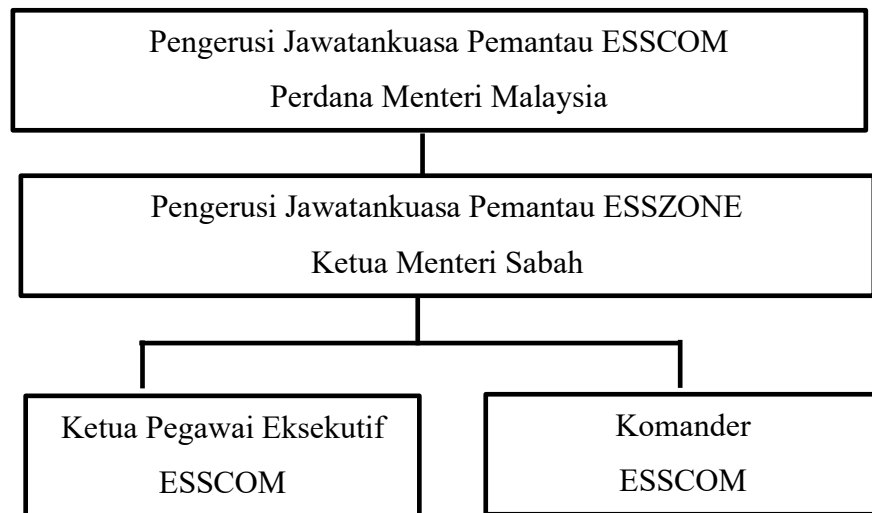 Pengerusi Jawatankuasa Pemantau ESSCOM
Perdana Menteri Malaysia
Pengerusi Jawatankuasa Pemantau ESSZONE
Ketua Menteri Sabah
Ketua Pegawai Eksekutif
ESSCOM
Komander
ESSCOM